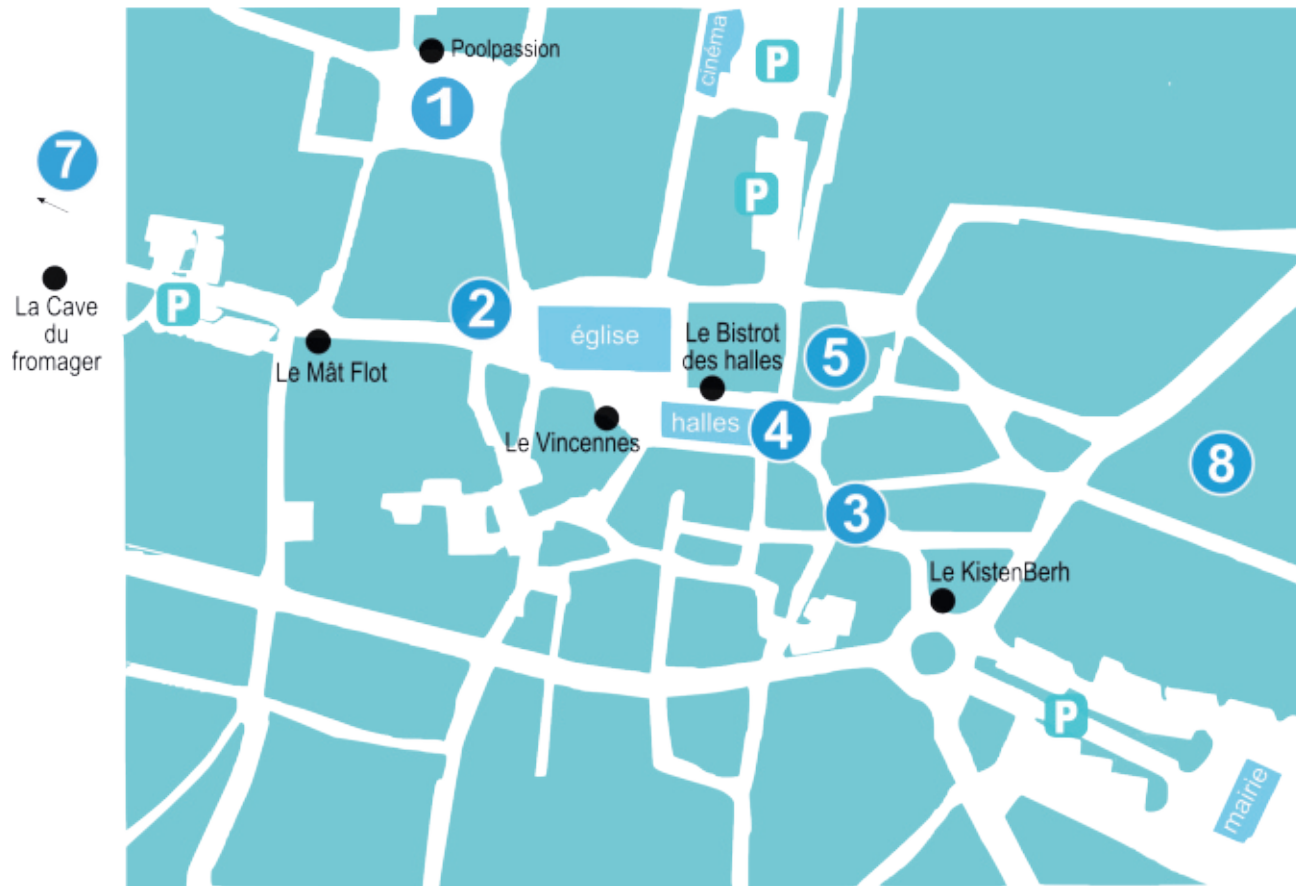 cinéma
P
Poolpassion
1
7
P
La Cave
du
fromager
P
2
Le Mât Flot
église
Le Bistrot
des halles
5
Le Vincennes
halles
4
8
3
Le KistenBerh
P
mairie